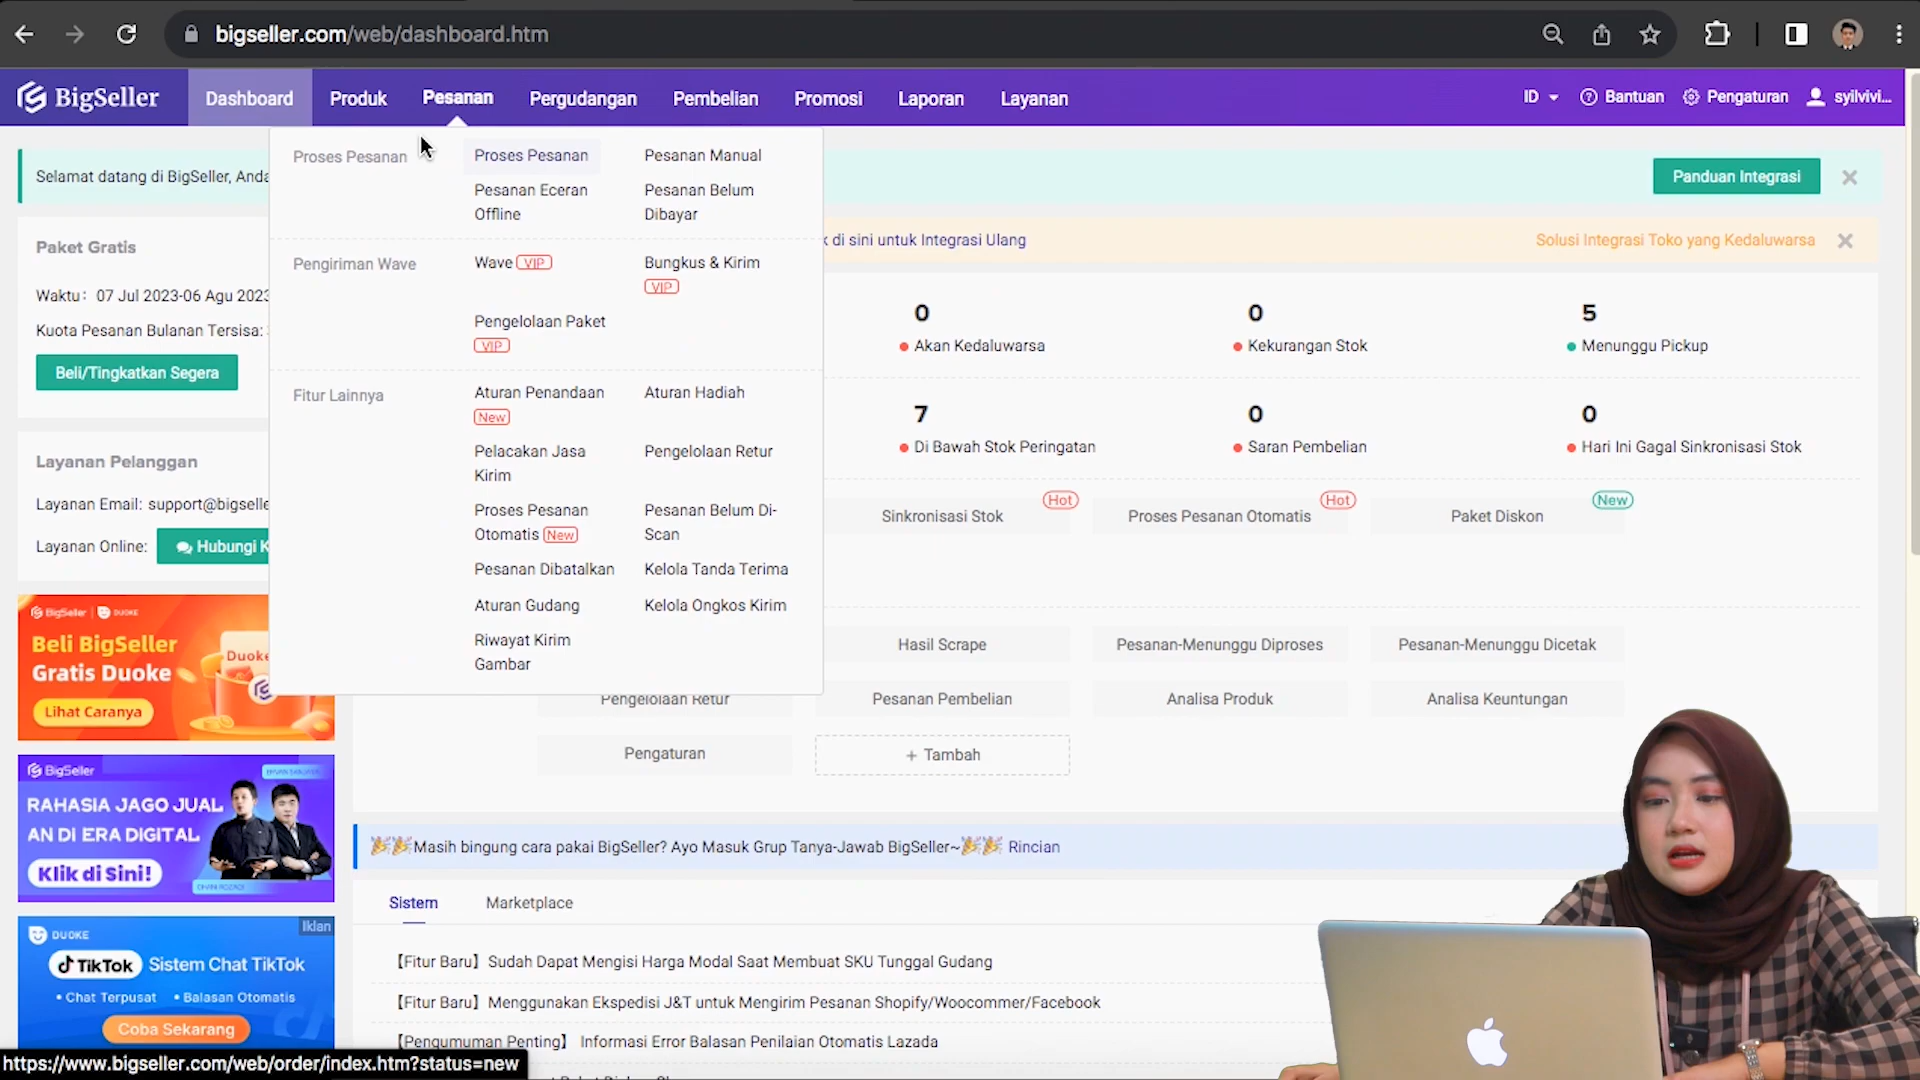 bigseller.com/web/dashboard.htm
BigSeller
Dashboard
Produk
Pesanan
Pergudangan
Pembelian
Promosi
Laporan
Layanan
ID
Bantuan
Pengaturan
syilvivi...
Proses Pesanan
Proses Pesanan
Pesanan Manual
Pesanan Eceran
Offline
Pesanan Belum
Dibayar
Pengiriman Wave
Wave VIP
Bungkus & Kirim
VIP
Pengelolaan Paket
VIP
Fitur Lainnya
Aturan Penandaan
New
Aturan Hadiah
Pelacakan Jasa
Kirim
Pengelolaan Retur
Proses Pesanan
Otomatis New
Pesanan Belum Di-
Scan
Pesanan Dibatalkan
Kelola Tanda Terima
Aturan Gudang
Kelola Ongkos Kirim
Riwayat Kirim
Gambar
Selamat datang di BigSeller, Anda
Panduan Integrasi
di sini untuk Integrasi Ulang
Solusi Integrasi Toko yang Kedaluwarsa
Paket Gratis
Waktu: 07 Jul 2023-06 Agu 2023
Kuota Pesanan Bulanan Tersisa:
Beli/Tingkatkan Segera
Layanan Pelanggan
Layanan Email: support@bigselle
Layanan Online:
Hubungi K
0
Akan Kedaluwarsa
0
Kekurangan Stok
5
Menunggu Pickup
7
Di Bawah Stok Peringatan
0
Saran Pembelian
0
Hari Ini Gagal Sinkronisasi Stok
Sinkronisasi Stok
Hot
Proses Pesanan Otomatis
Hot
Paket Diskon
New
Hasil Scrape
Pesanan-Menunggu Diproses
Pesanan-Menunggu Dicetak
Pengelolaan Retur
Pesanan Pembelian
Analisa Produk
Analisa Keuntungan
Pengaturan
+ Tambah
BigSeller | DUOKE
Beli BigSeller
Gratis Duoke
Lihat Caranya
Duoke
BigSeller
RAHASIA JAGO JUAL
AN DI ERA DIGITAL
Klik di Sini!
Iklan
DUOKE
TikTok Sistem Chat TikTok
• Chat Terpusat • Balasan Otomatis
Coba Sekarang
🎉🎉Masih bingung cara pakai BigSeller? Ayo Masuk Grup Tanya-Jawab BigSeller~🎉🎉 Rincian
Sistem
Marketplace
【Fitur Baru】Sudah Dapat Mengisi Harga Modal Saat Membuat SKU Tunggal Gudang
【Fitur Baru】Menggunakan Ekspedisi J&T untuk Mengirim Pesanan Shopify/Woocommer/Facebook
【Pengumuman Penting】 Informasi Error Balasan Penilaian Otomatis Lazada
https://www.bigseller.com/web/order/index.htm?status=new